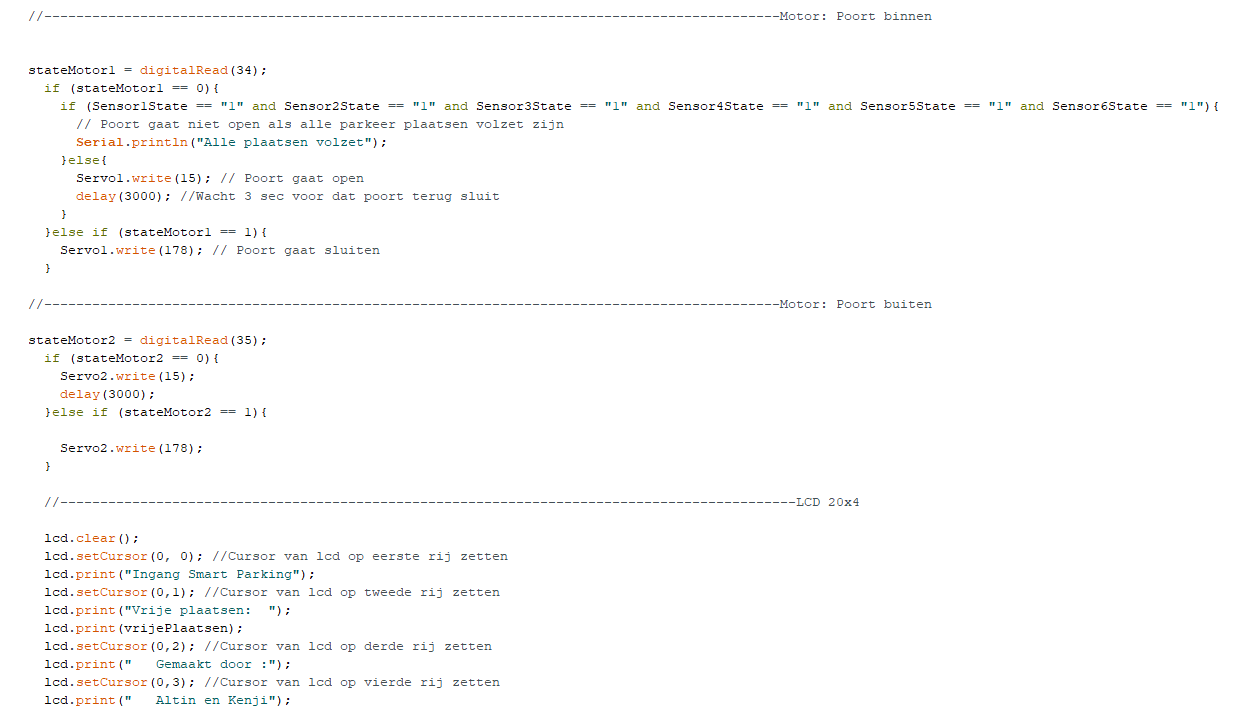 //--------------------------------------------------------------------------------------------Motor: Poort binnen
stateMotor1 = digitalRead(34);
if (stateMotor1 == 0){
if (Sensor1State == "1" and Sensor2State == "1" and Sensor3State == "1" and Sensor4State == "1" and Sensor5State == "1" and Sensor6State == "1"){
// Poort gaat niet open als alle parkeer plaatsen volzet zijn
Serial.println("Alle plaatsen volzet");
}else{
Servo1.write(15); // Poort gaat open
delay(3000); //Wacht 3 sec voor dat poort terug sluit
}
}else if (stateMotor1 == 1){
Servo1.write(178); // Poort gaat sluiten
}
//--------------------------------------------------------------------------------------------Motor: Poort buiten
stateMotor2 = digitalRead(35);
if (stateMotor2 == 0){
Servo2.write(15);
delay(3000);
}else if (stateMotor2 == 1){
Servo2.write(178);
}
//--------------------------------------------------------------------------------------------LCD 20x4
lcd.clear();
lcd.setCursor(0, 0); //Cursor van lcd op eerste rij zetten
lcd.print("Ingang Smart Parking");
lcd.setCursor(0,1); //Cursor van lcd op tweede rij zetten
lcd.print("Vrije plaatsen:  ");
lcd.print(vrijePlaatsen);
lcd.setCursor(0,2); //Cursor van lcd op derde rij zetten
lcd.print("   Gemaakt door :");
lcd.setCursor(0,3); //Cursor van lcd op vierde rij zetten
lcd.print("   Altin en Kenji");